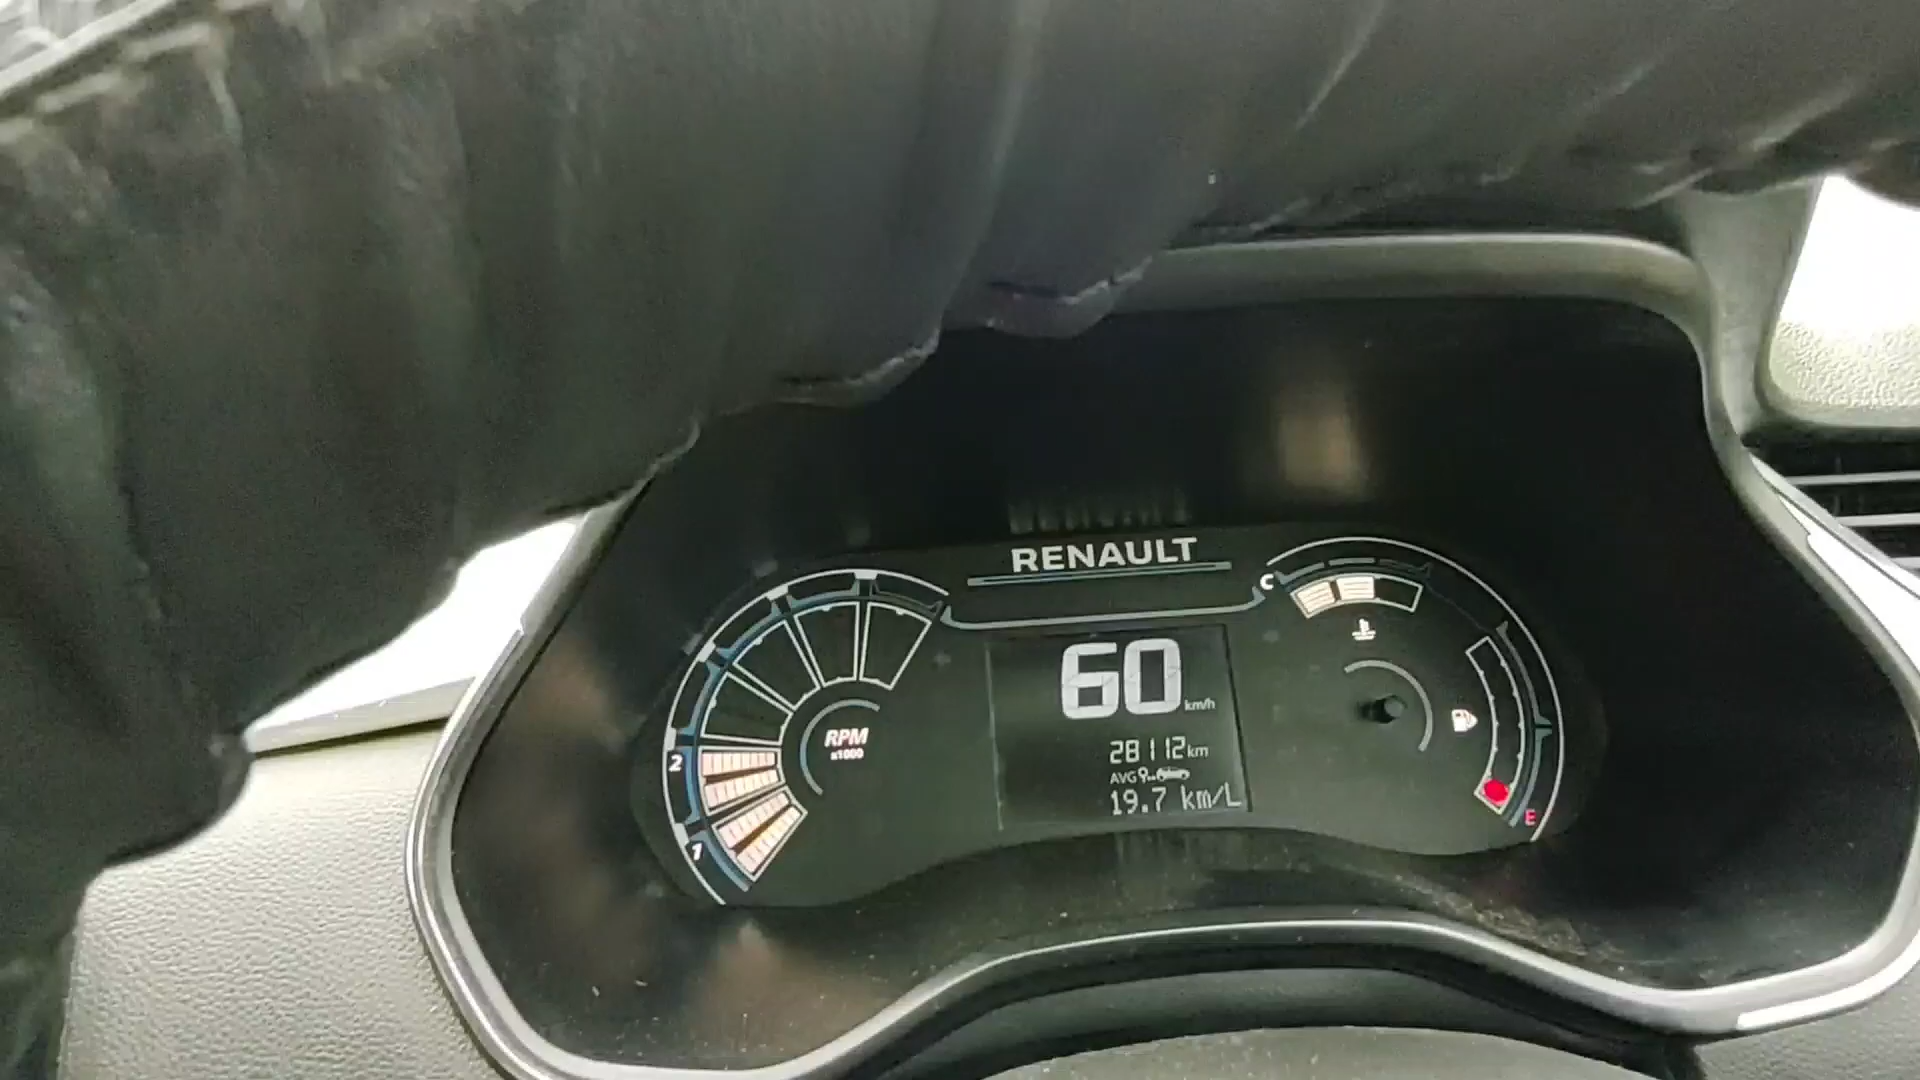 RENAULT
C
60 km/h
RPM
x1000
2
28112 km
AVG
1
19.7 km/L
E